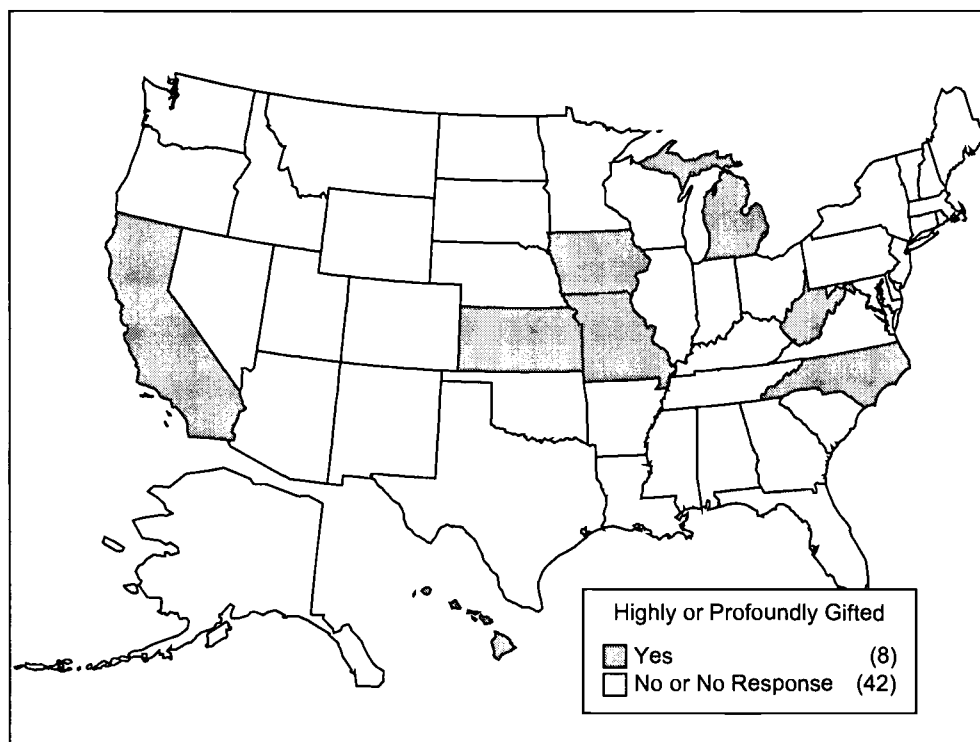 Highly or Profoundly Gifted
Yes (8)
No or No Response (42)